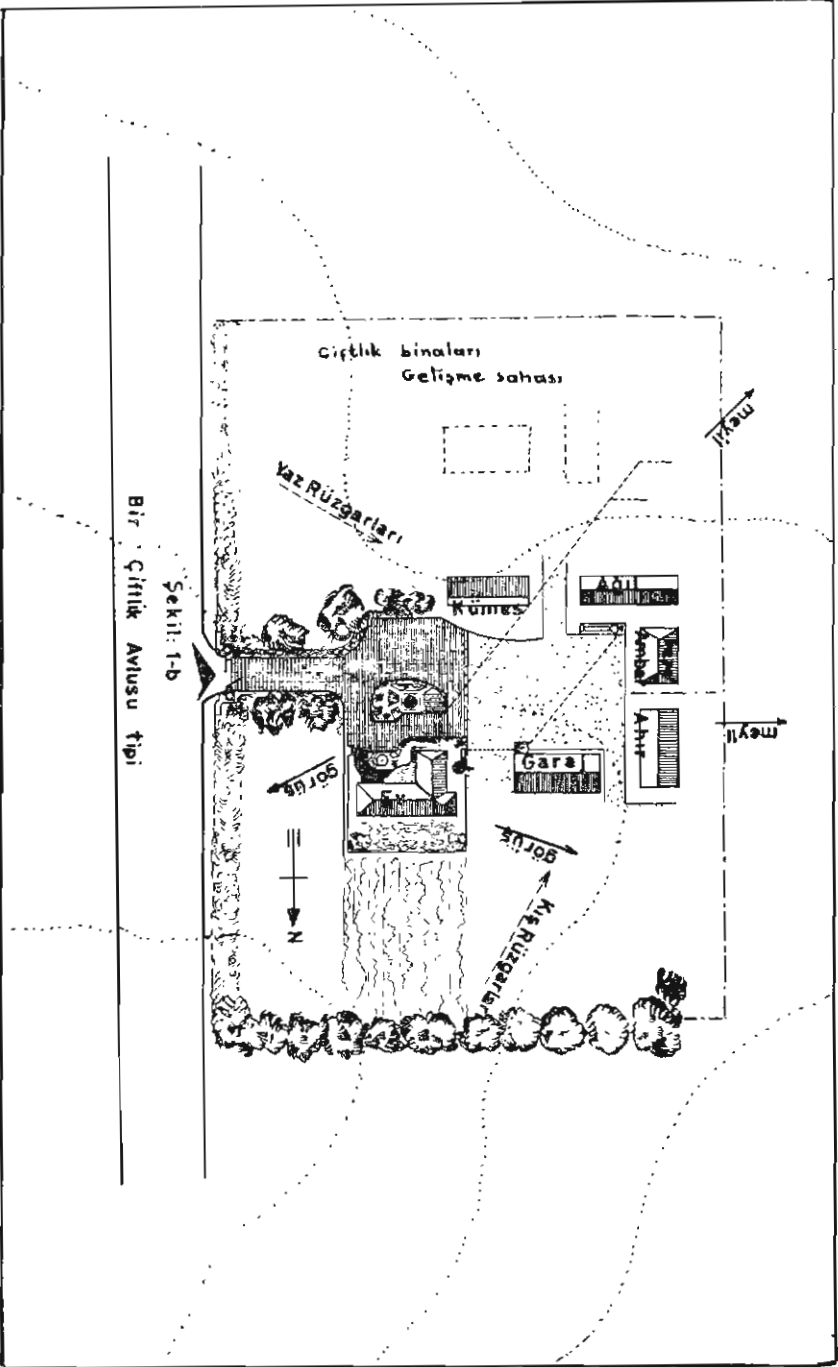 Çiftlik binaları
Gelişme sahası
meyil
Yaz Rüzgarları
Ağıl
Kümes
Ambar
Ahır
meyil
Garaj
Ev
görüş
görüş
Kış Rüzgarları
N
Şekil: 1-b
Bir Çiftlik Avlusu tipi